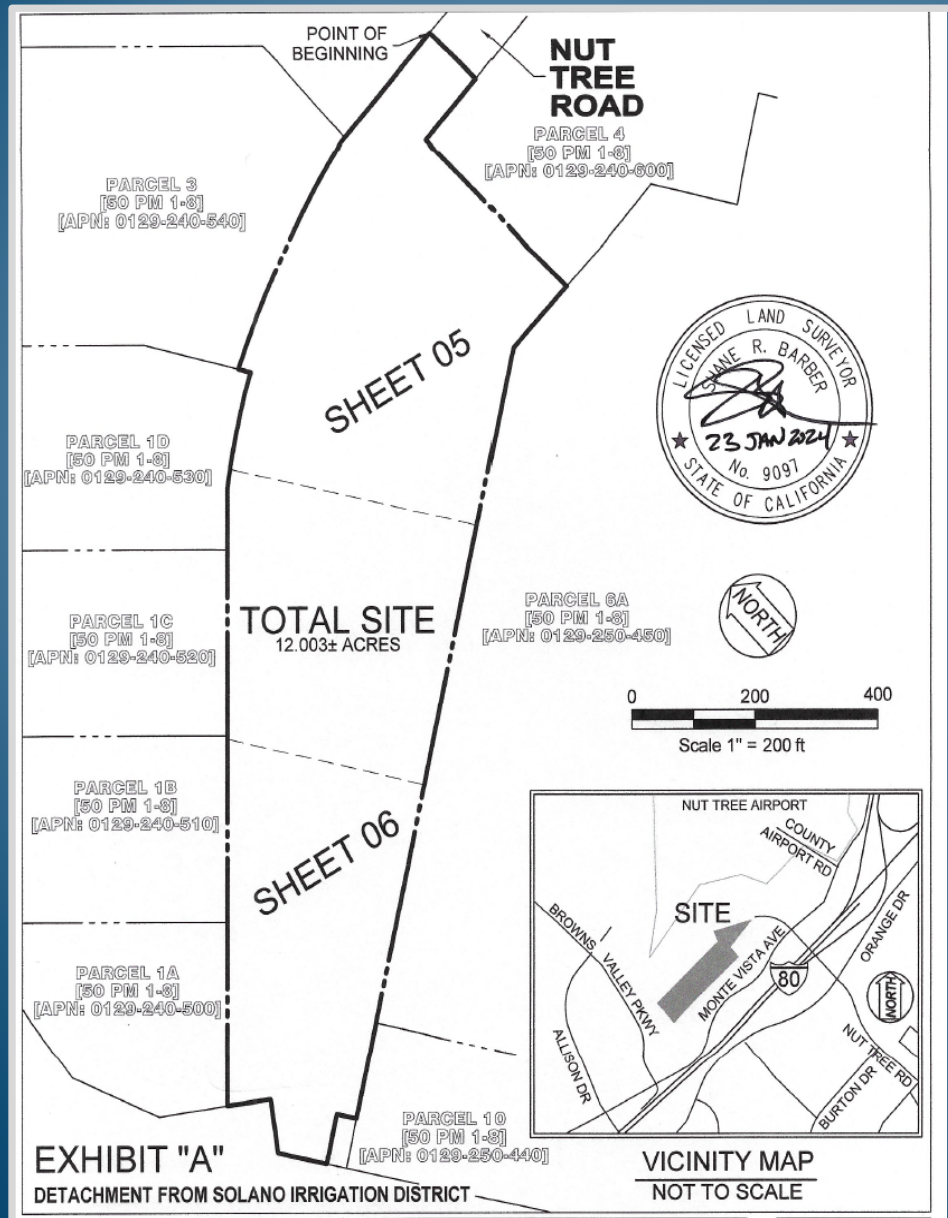 POINT OF
BEGINNING
NUT
TREE
ROAD
PARCEL 4
[50 PM 1-8]
[APN: 0129-240-600]
PARCEL 3
[50 PM 1-8]
[APN: 0129-240-540]
SHEET 05
LICENSED LAND SURVEYOR
SHANE R. BARBER
23 JAN 2024
No. 9097
STATE OF CALIFORNIA
PARCEL 1D
[50 PM 1-8]
[APN: 0129-240-530]
NORTH
PARCEL 1C
[50 PM 1-8]
[APN: 0129-240-520]
TOTAL SITE
12.003± ACRES
PARCEL 6A
[50 PM 1-8]
[APN: 0129-250-450]
0 200 400
Scale 1" = 200 ft
PARCEL 1B
[50 PM 1-8]
[APN: 0129-240-510]
SHEET 06
NUT TREE AIRPORT
COUNTY
AIRPORT RD
SITE
BROWNS VALLEY PKWY
MONTE VISTA AVE
ORANGE DR
80
NORTH
ALLISON DR
NUT TREE RD
BURTON DR
PARCEL 1A
[50 PM 1-8]
[APN: 0129-240-500]
PARCEL 10
[50 PM 1-8]
[APN: 0129-250-440]
EXHIBIT "A"
DETACHMENT FROM SOLANO IRRIGATION DISTRICT
VICINITY MAP
NOT TO SCALE